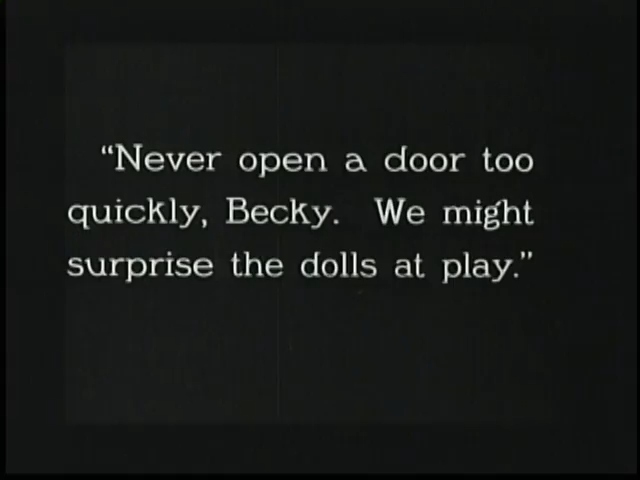 “Never open a door too
quickly, Becky. We might
surprise the dolls at play.”